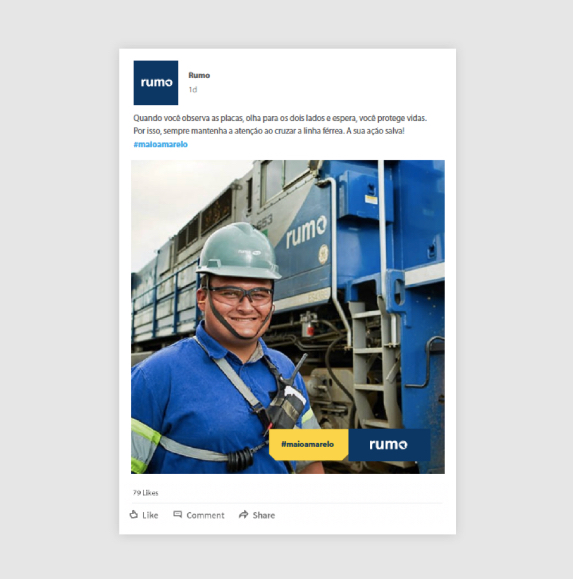 rumo
Rumo
1d
Quando você observa as placas, olha para os dois lados e espera, você protege vidas.
Por isso, sempre mantenha a atenção ao cruzar a linha férrea. A sua ação salva!
#maioamarelo
rumo
#maioamarelo
rumo
79 Likes
Like Comment Share